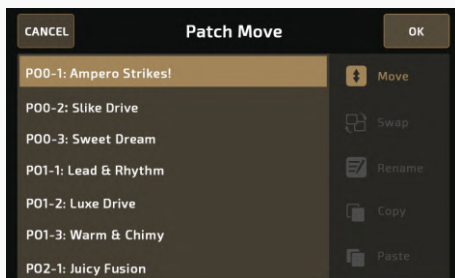 CANCEL Patch Move OK
P00-1: Ampero Strikes!
Move
P00-2: Slike Drive
Swap
P00-3: Sweet Dream
P01-1: Lead & Rhythm
Rename
P01-2: Luxe Drive
Copy
P01-3: Warm & Chimy
Paste
P02-1: Juicy Fusion